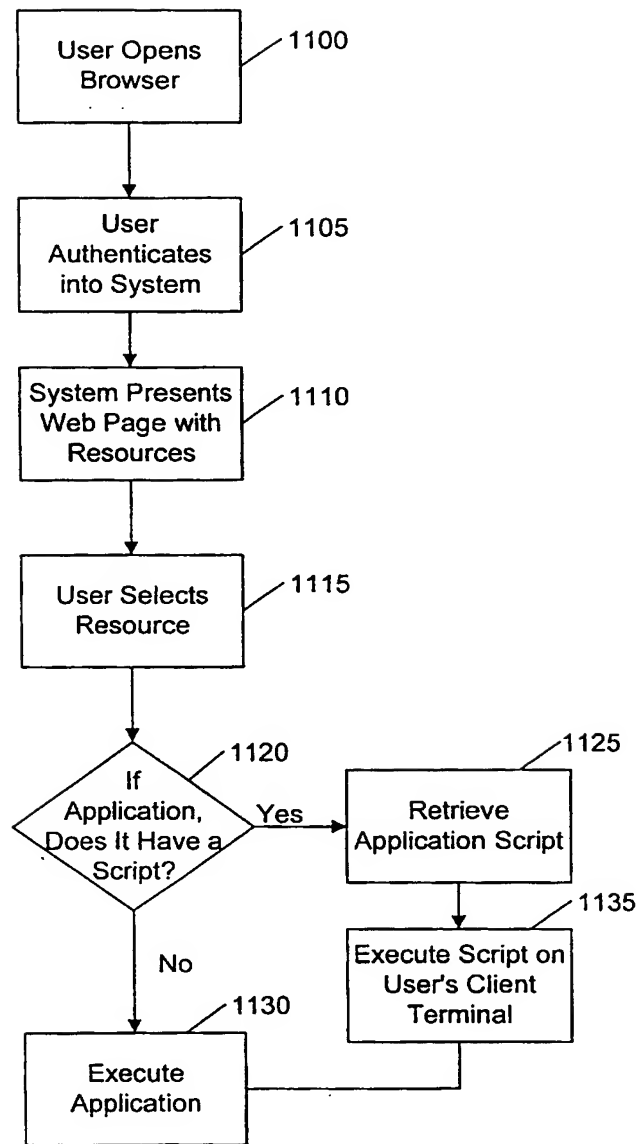 User Opens
Browser
1100
User
Authenticates
into System
1105
System Presents
Web Page with
Resources
1110
User Selects
Resource
1115
If
Application,
Does It Have a
Script?
1120
Yes
Retrieve
Application Script
1125
Execute Script on
User's Client
Terminal
1135
No
Execute
Application
1130